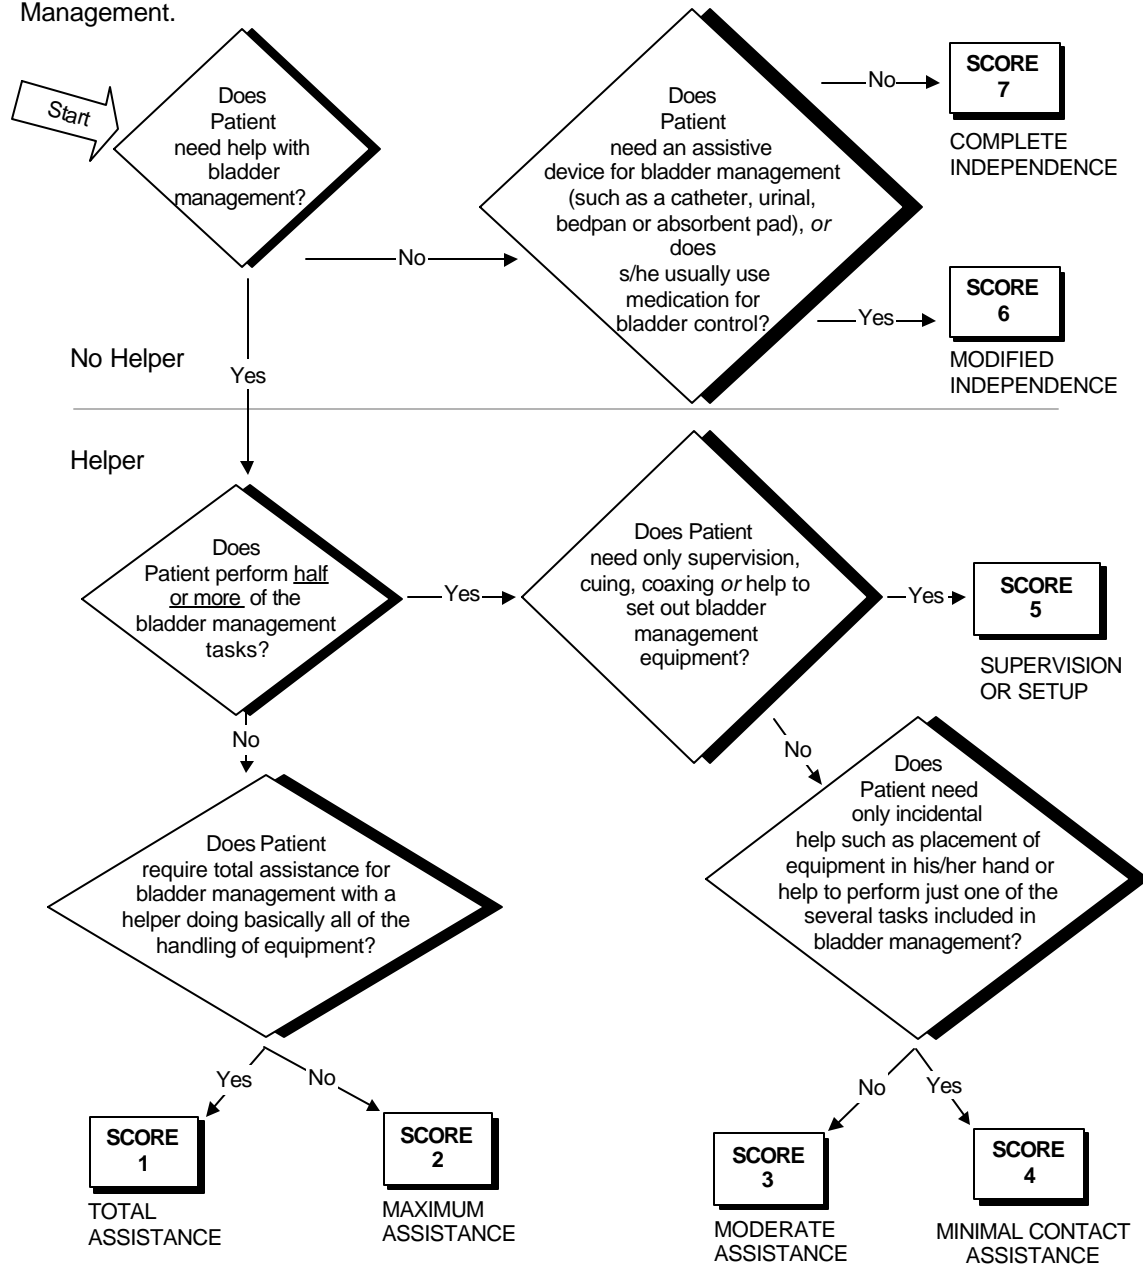 Management.
Start
Does
Patient
need help with
bladder
management?
No
Does
Patient
need an assistive
device for bladder management
(such as a catheter, urinal,
bedpan or absorbent pad), or
does
s/he usually use
medication for
bladder control?
No
SCORE
7
COMPLETE
INDEPENDENCE
Yes
SCORE
6
MODIFIED
INDEPENDENCE
No Helper
Yes
Helper
Does
Patient perform half
or more of the
bladder management
tasks?
Yes
Does Patient
need only supervision,
cuing, coaxing or help to
set out bladder
management
equipment?
Yes
SCORE
5
SUPERVISION
OR SETUP
No
No
Does Patient
require total assistance for
bladder management with a
helper doing basically all of the
handling of equipment?
Does
Patient need
only incidental
help such as placement of
equipment in his/her hand or
help to perform just one of the
several tasks included in
bladder management?
Yes
No
SCORE
1
TOTAL
ASSISTANCE
SCORE
2
MAXIMUM
ASSISTANCE
No
Yes
SCORE
3
MODERATE
ASSISTANCE
SCORE
4
MINIMAL CONTACT
ASSISTANCE